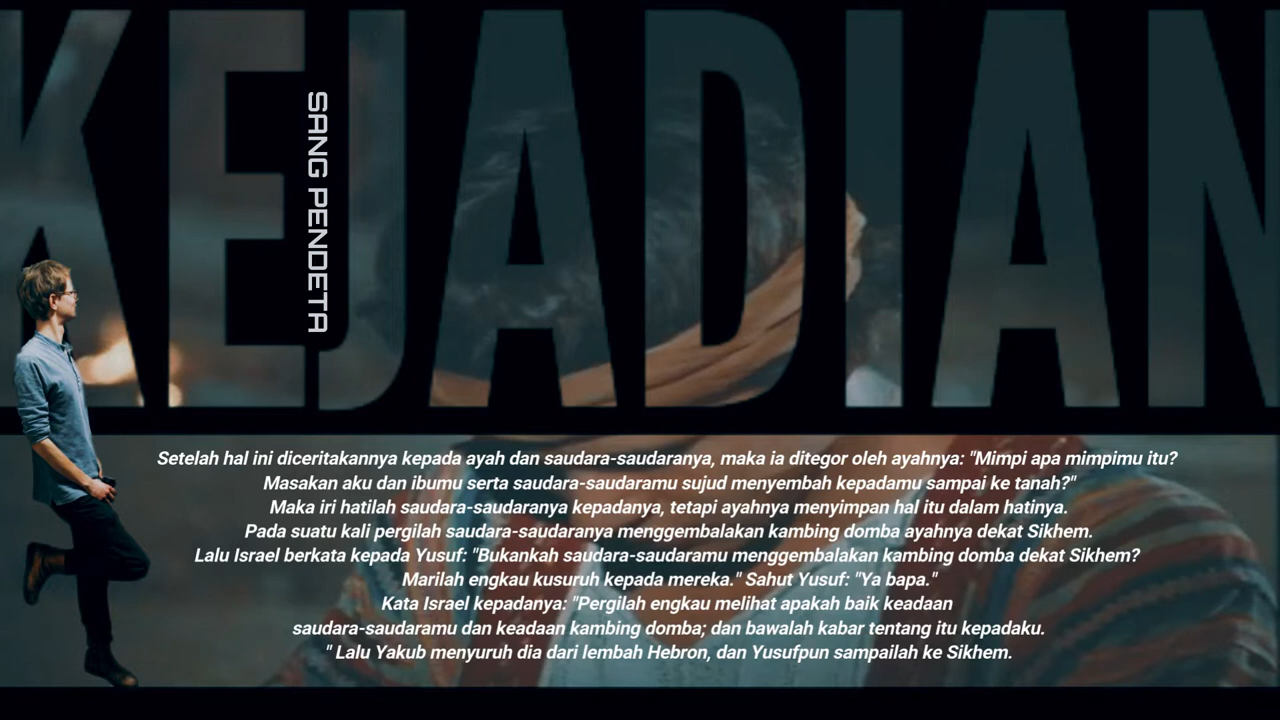 KEJADIAN
SANG PENDETA
Setelah hal ini diceritakannya kepada ayah dan saudara-saudaranya, maka ia ditegor oleh ayahnya: "Mimpi apa mimpimu itu?
Masakan aku dan ibumu serta saudara-saudaramu sujud menyembah kepadamu sampai ke tanah?"
Maka iri hatilah saudara-saudaranya kepadanya, tetapi ayahnya menyimpan hal itu dalam hatinya.
Pada suatu kali pergilah saudara-saudaranya menggembalakan kambing domba ayahnya dekat Sikhem.
Lalu Israel berkata kepada Yusuf: "Bukankah saudara-saudaramu menggembalakan kambing domba dekat Sikhem?
Marilah engkau kusuruh kepada mereka." Sahut Yusuf: "Ya bapa."
Kata Israel kepadanya: "Pergilah engkau melihat apakah baik keadaan
saudara-saudaramu dan keadaan kambing domba; dan bawalah kabar tentang itu kepadaku.
" Lalu Yakub menyuruh dia dari lembah Hebron, dan Yusufpun sampailah ke Sikhem.